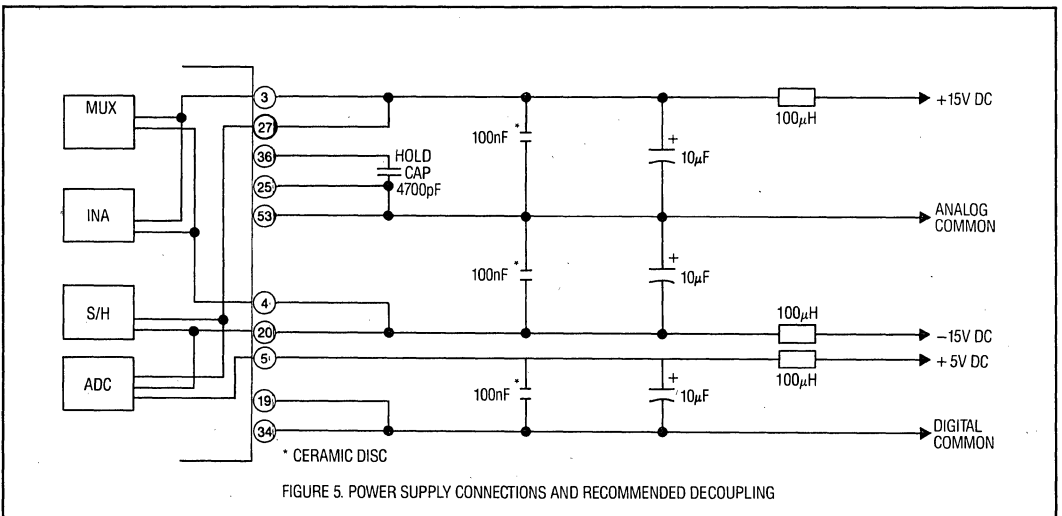 MUX
3
+15V DC
100µH
27
100nF *
+
10µF
36
HOLD
CAP
4700pF
25
INA
53
ANALOG
COMMON
100nF *
+
10µF
S/H
4
100µH
20
−15V DC
5
+5V DC
100µH
ADC
100nF *
+
10µF
19
34
DIGITAL
COMMON
* CERAMIC DISC
FIGURE 5. POWER SUPPLY CONNECTIONS AND RECOMMENDED DECOUPLING